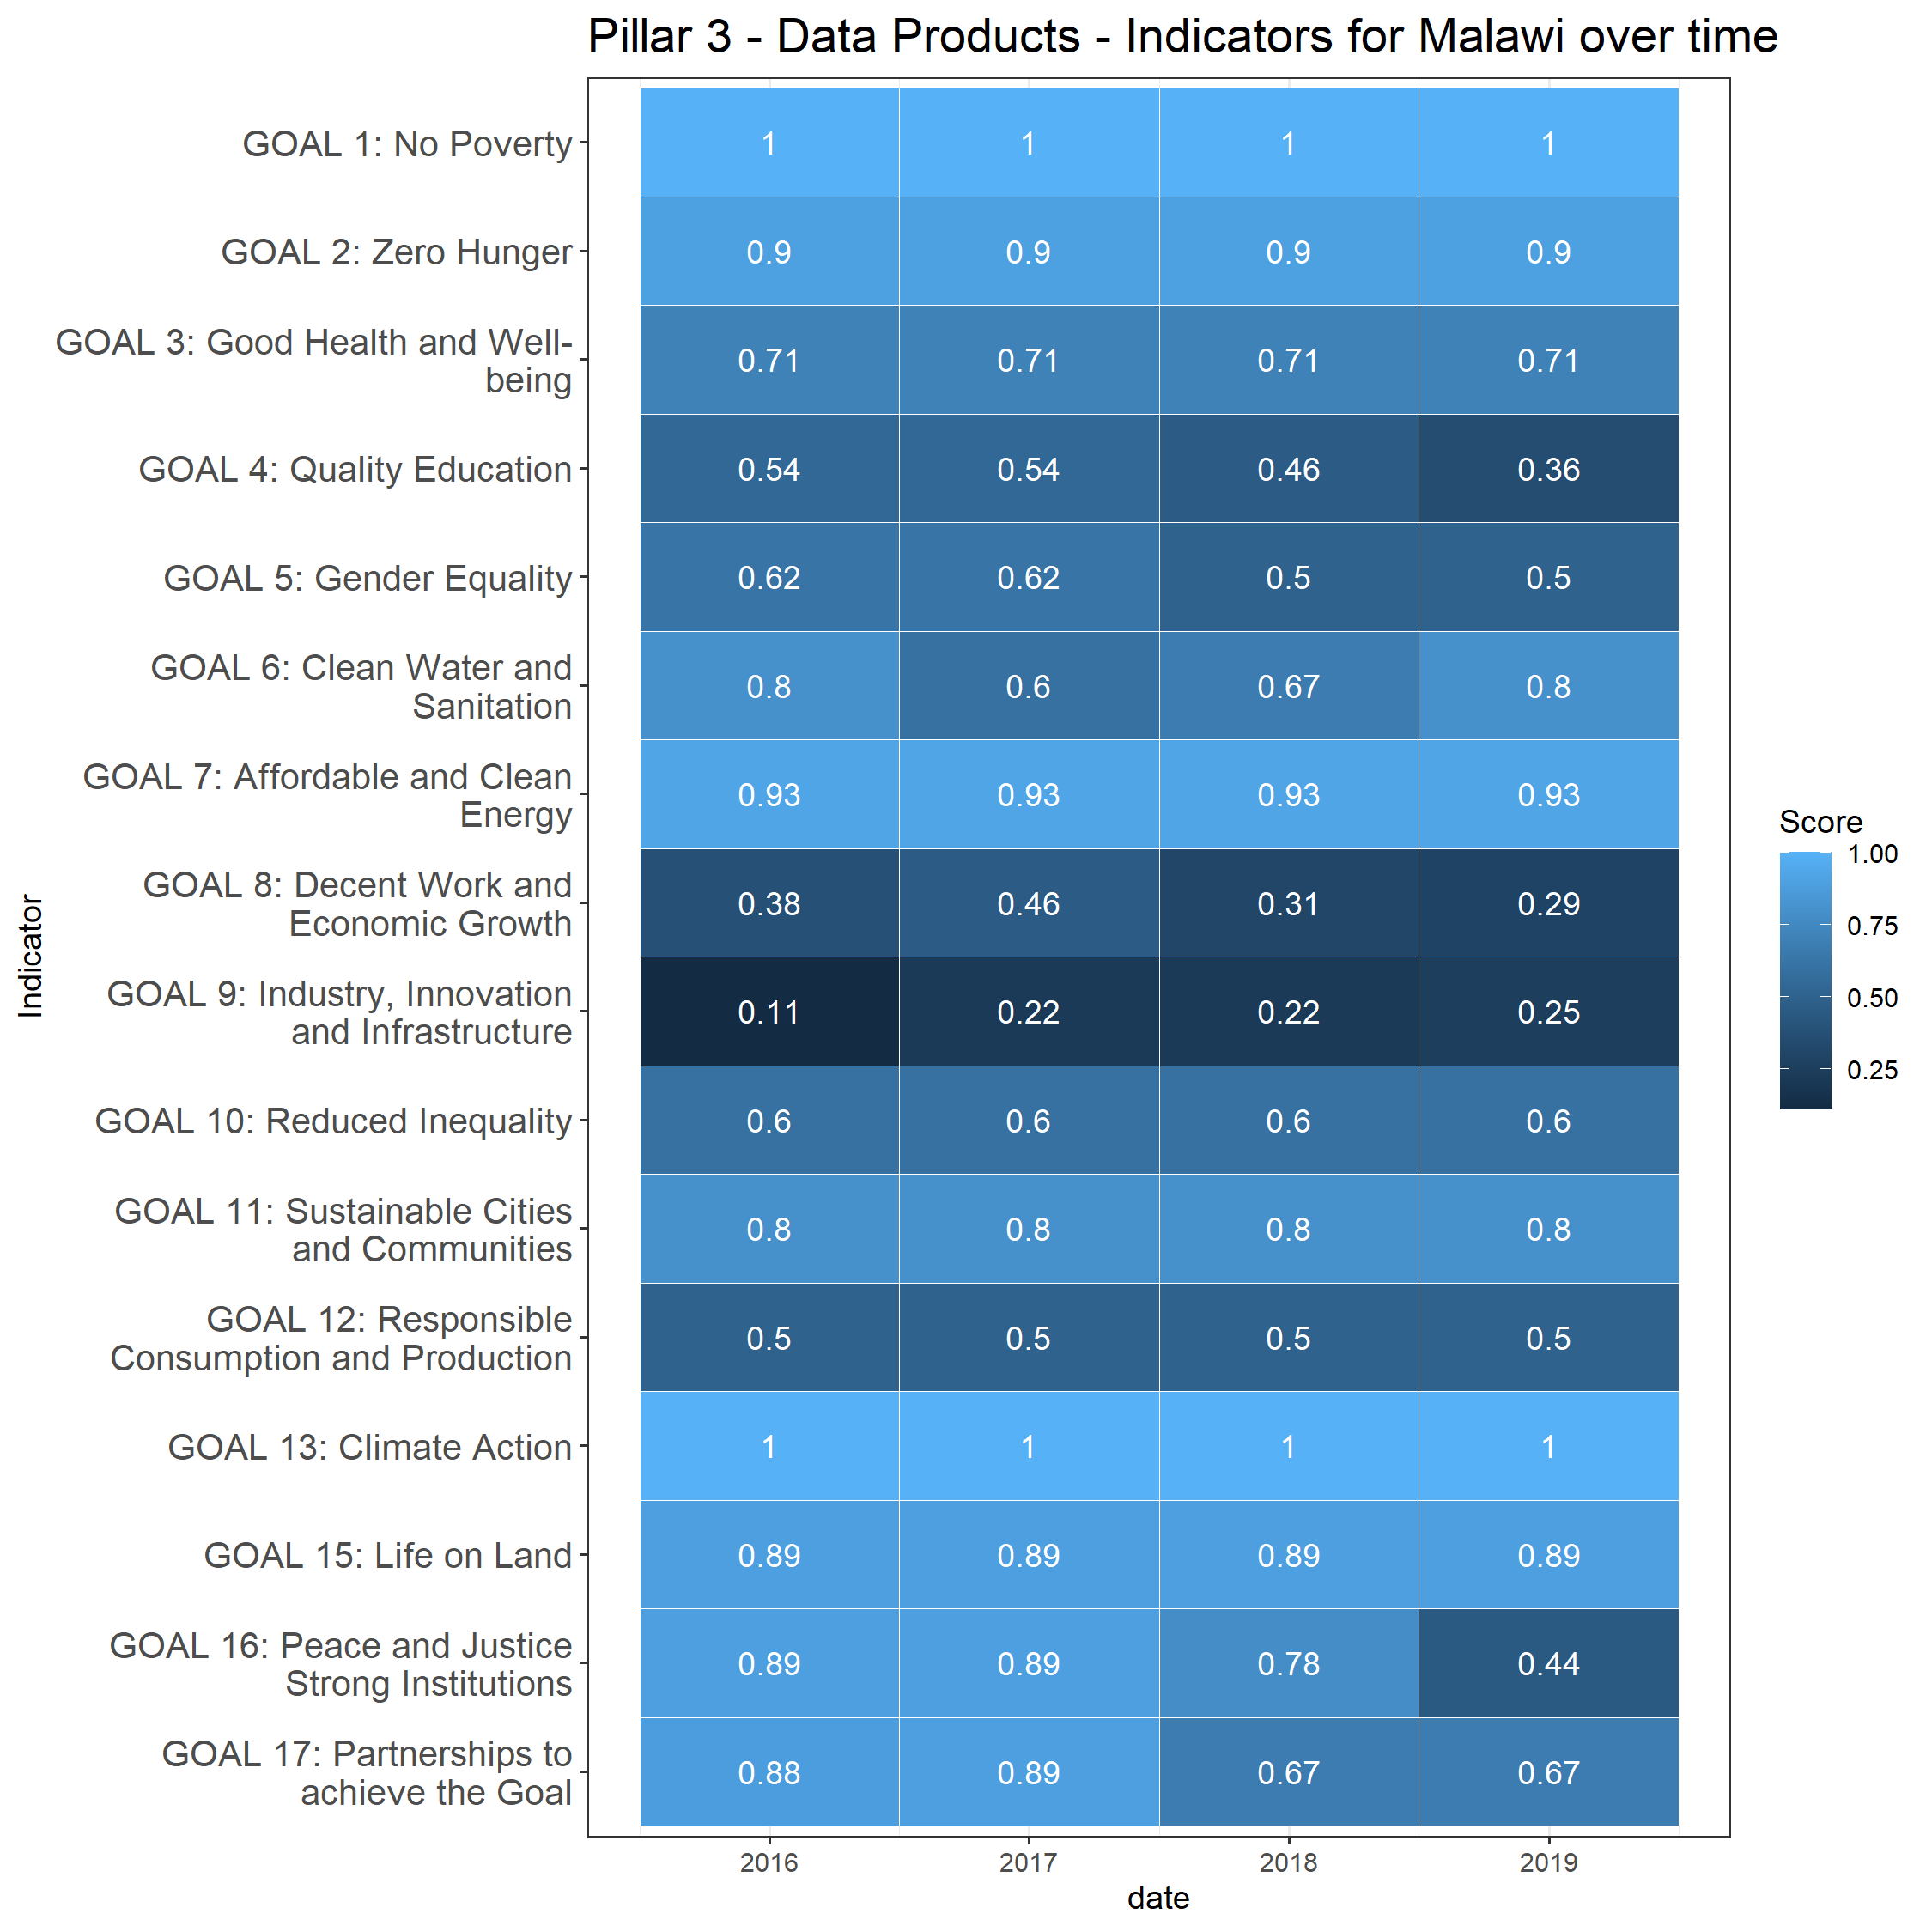 Pillar 3 - Data Products - Indicators for Malawi over time
GOAL 1: No Poverty
1 1 1 1
GOAL 2: Zero Hunger
0.9 0.9 0.9 0.9
GOAL 3: Good Health and Well-
being
0.71 0.71 0.71 0.71
GOAL 4: Quality Education
0.54 0.54 0.46 0.36
GOAL 5: Gender Equality
0.62 0.62 0.5 0.5
GOAL 6: Clean Water and
Sanitation
0.8 0.6 0.67 0.8
GOAL 7: Affordable and Clean
Energy
0.93 0.93 0.93 0.93
GOAL 8: Decent Work and
Economic Growth
0.38 0.46 0.31 0.29
GOAL 9: Industry, Innovation
and Infrastructure
0.11 0.22 0.22 0.25
GOAL 10: Reduced Inequality
0.6 0.6 0.6 0.6
GOAL 11: Sustainable Cities
and Communities
0.8 0.8 0.8 0.8
GOAL 12: Responsible
Consumption and Production
0.5 0.5 0.5 0.5
GOAL 13: Climate Action
1 1 1 1
GOAL 15: Life on Land
0.89 0.89 0.89 0.89
GOAL 16: Peace and Justice
Strong Institutions
0.89 0.89 0.78 0.44
GOAL 17: Partnerships to
achieve the Goal
0.88 0.89 0.67 0.67
2016 2017 2018 2019
date
Indicator
Score
1.00
0.75
0.50
0.25